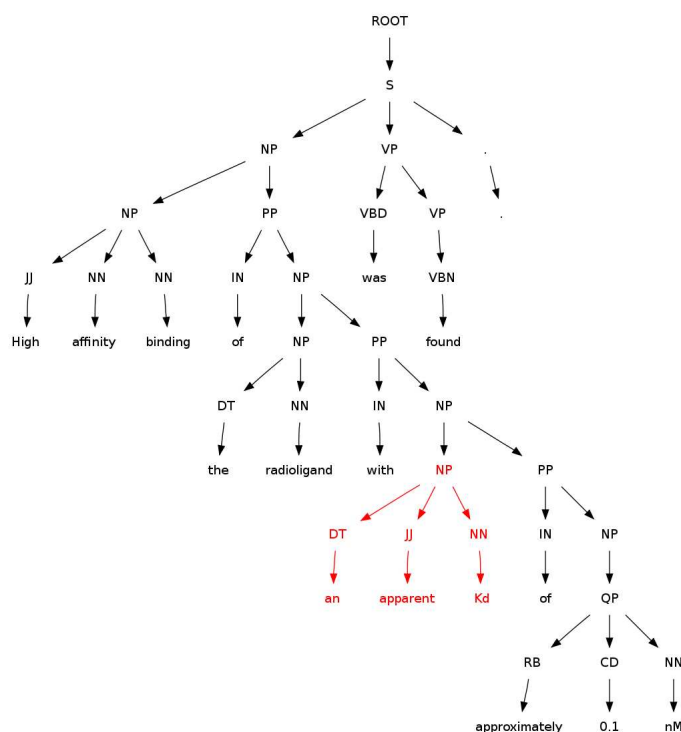 ROOT
S
NP VP .
NP PP VBD VP .
JJ NN NN IN NP was VBN
High affinity binding of NP PP found
DT NN IN NP
the radioligand with NP PP
DT JJ NN IN NP
an apparent Kd of QP
RB CD NN
approximately 0.1 nM